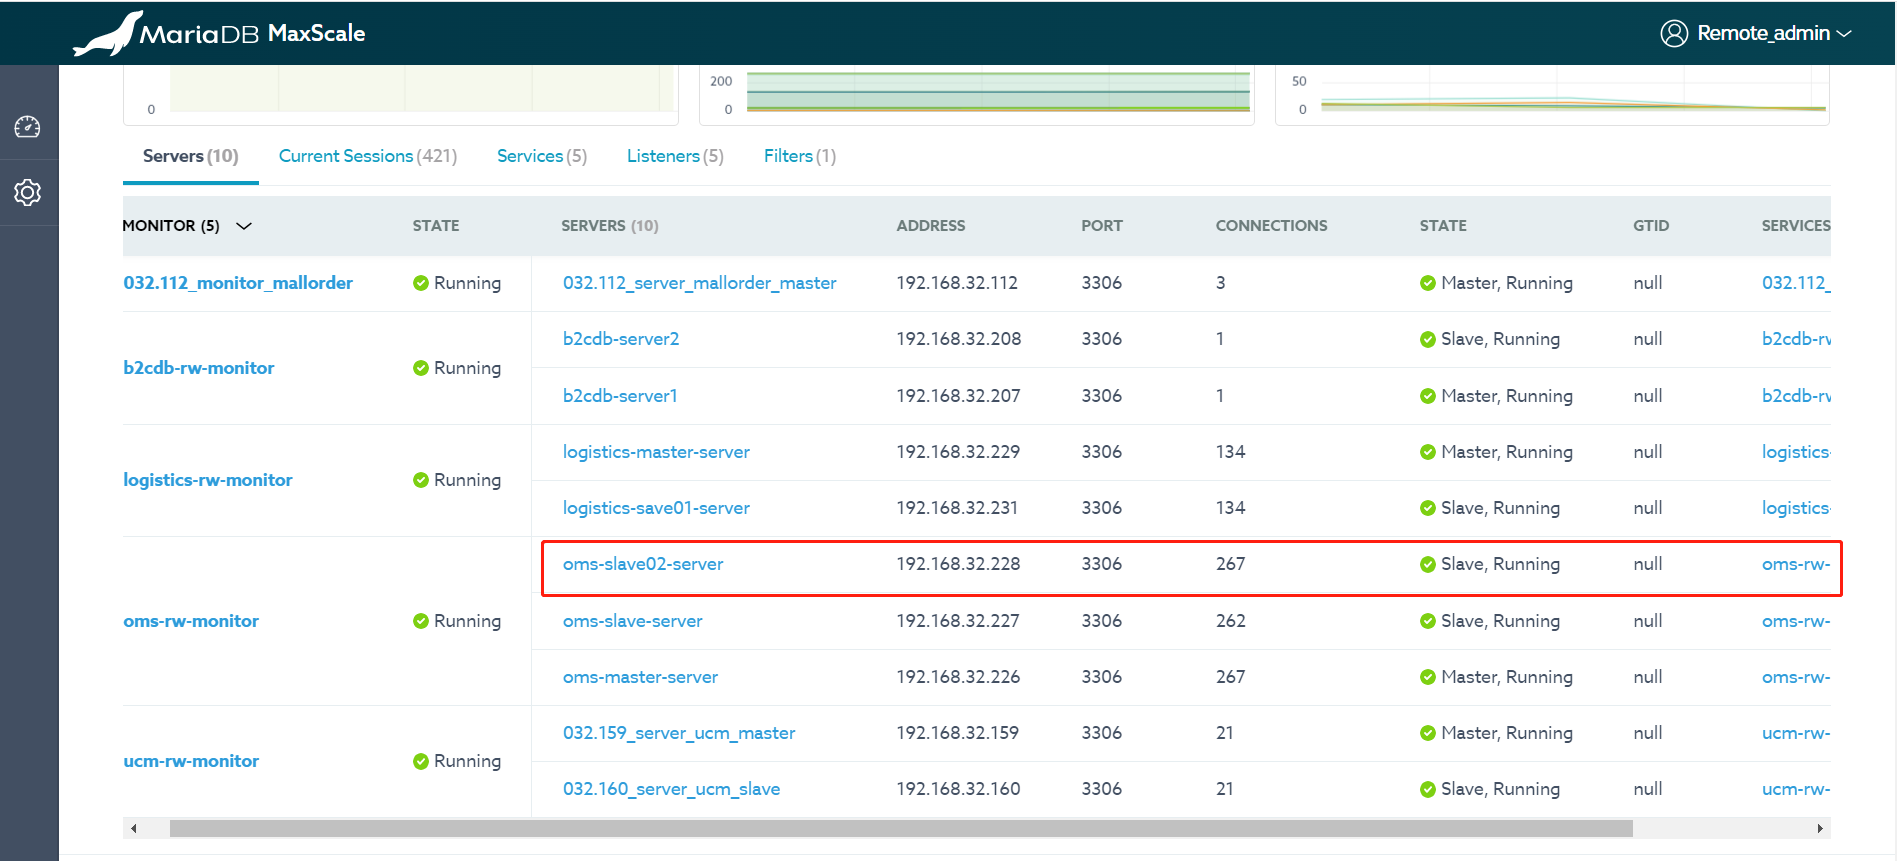 MariaDB MaxScale
Remote_admin
0
200
0
50
0
Servers (10) Current Sessions (421) Services (5) Listeners (5) Filters (1)
MONITOR (5) STATE SERVERS (10) ADDRESS PORT CONNECTIONS STATE GTID SERVICES
032.112_monitor_mallorder Running 032.112_server_mallorder_master 192.168.32.112 3306 3 Master, Running null 032.112_
b2cdb-server2 192.168.32.208 3306 1 Slave, Running null b2cdb-rw
b2cdb-rw-monitor Running
b2cdb-server1 192.168.32.207 3306 1 Master, Running null b2cdb-rw
logistics-master-server 192.168.32.229 3306 134 Master, Running null logistics-
logistics-rw-monitor Running
logistics-save01-server 192.168.32.231 3306 134 Slave, Running null logistics-
oms-slave02-server 192.168.32.228 3306 267 Slave, Running null oms-rw-
oms-rw-monitor Running oms-slave-server 192.168.32.227 3306 262 Slave, Running null oms-rw-
oms-master-server 192.168.32.226 3306 267 Master, Running null oms-rw-
032.159_server_ucm_master 192.168.32.159 3306 21 Master, Running null ucm-rw-
ucm-rw-monitor Running
032.160_server_ucm_slave 192.168.32.160 3306 21 Slave, Running null ucm-rw-